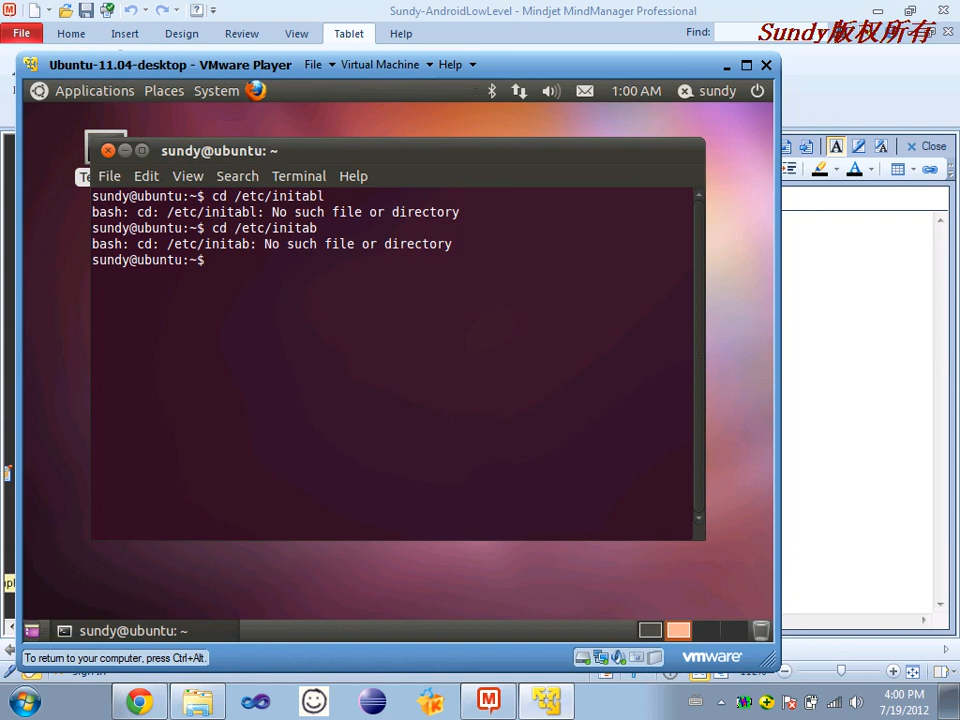 Sundy-AndroidLowLevel - Mindjet MindManager Professional
File Home Insert Design Review View Tablet Help Find:
Sundy版权所有
Ubuntu-11.04-desktop - VMware Player File Virtual Machine Help
Applications Places System 1:00 AM sundy
sundy@ubuntu: ~
Close
File Edit View Search Terminal Help
sundy@ubuntu:~$ cd /etc/initabl
bash: cd: /etc/initabl: No such file or directory
sundy@ubuntu:~$ cd /etc/initab
bash: cd: /etc/initab: No such file or directory
sundy@ubuntu:~$
sundy@ubuntu: ~
To return to your computer, press Ctrl+Alt.
vmware
4:00 PM
7/19/2012